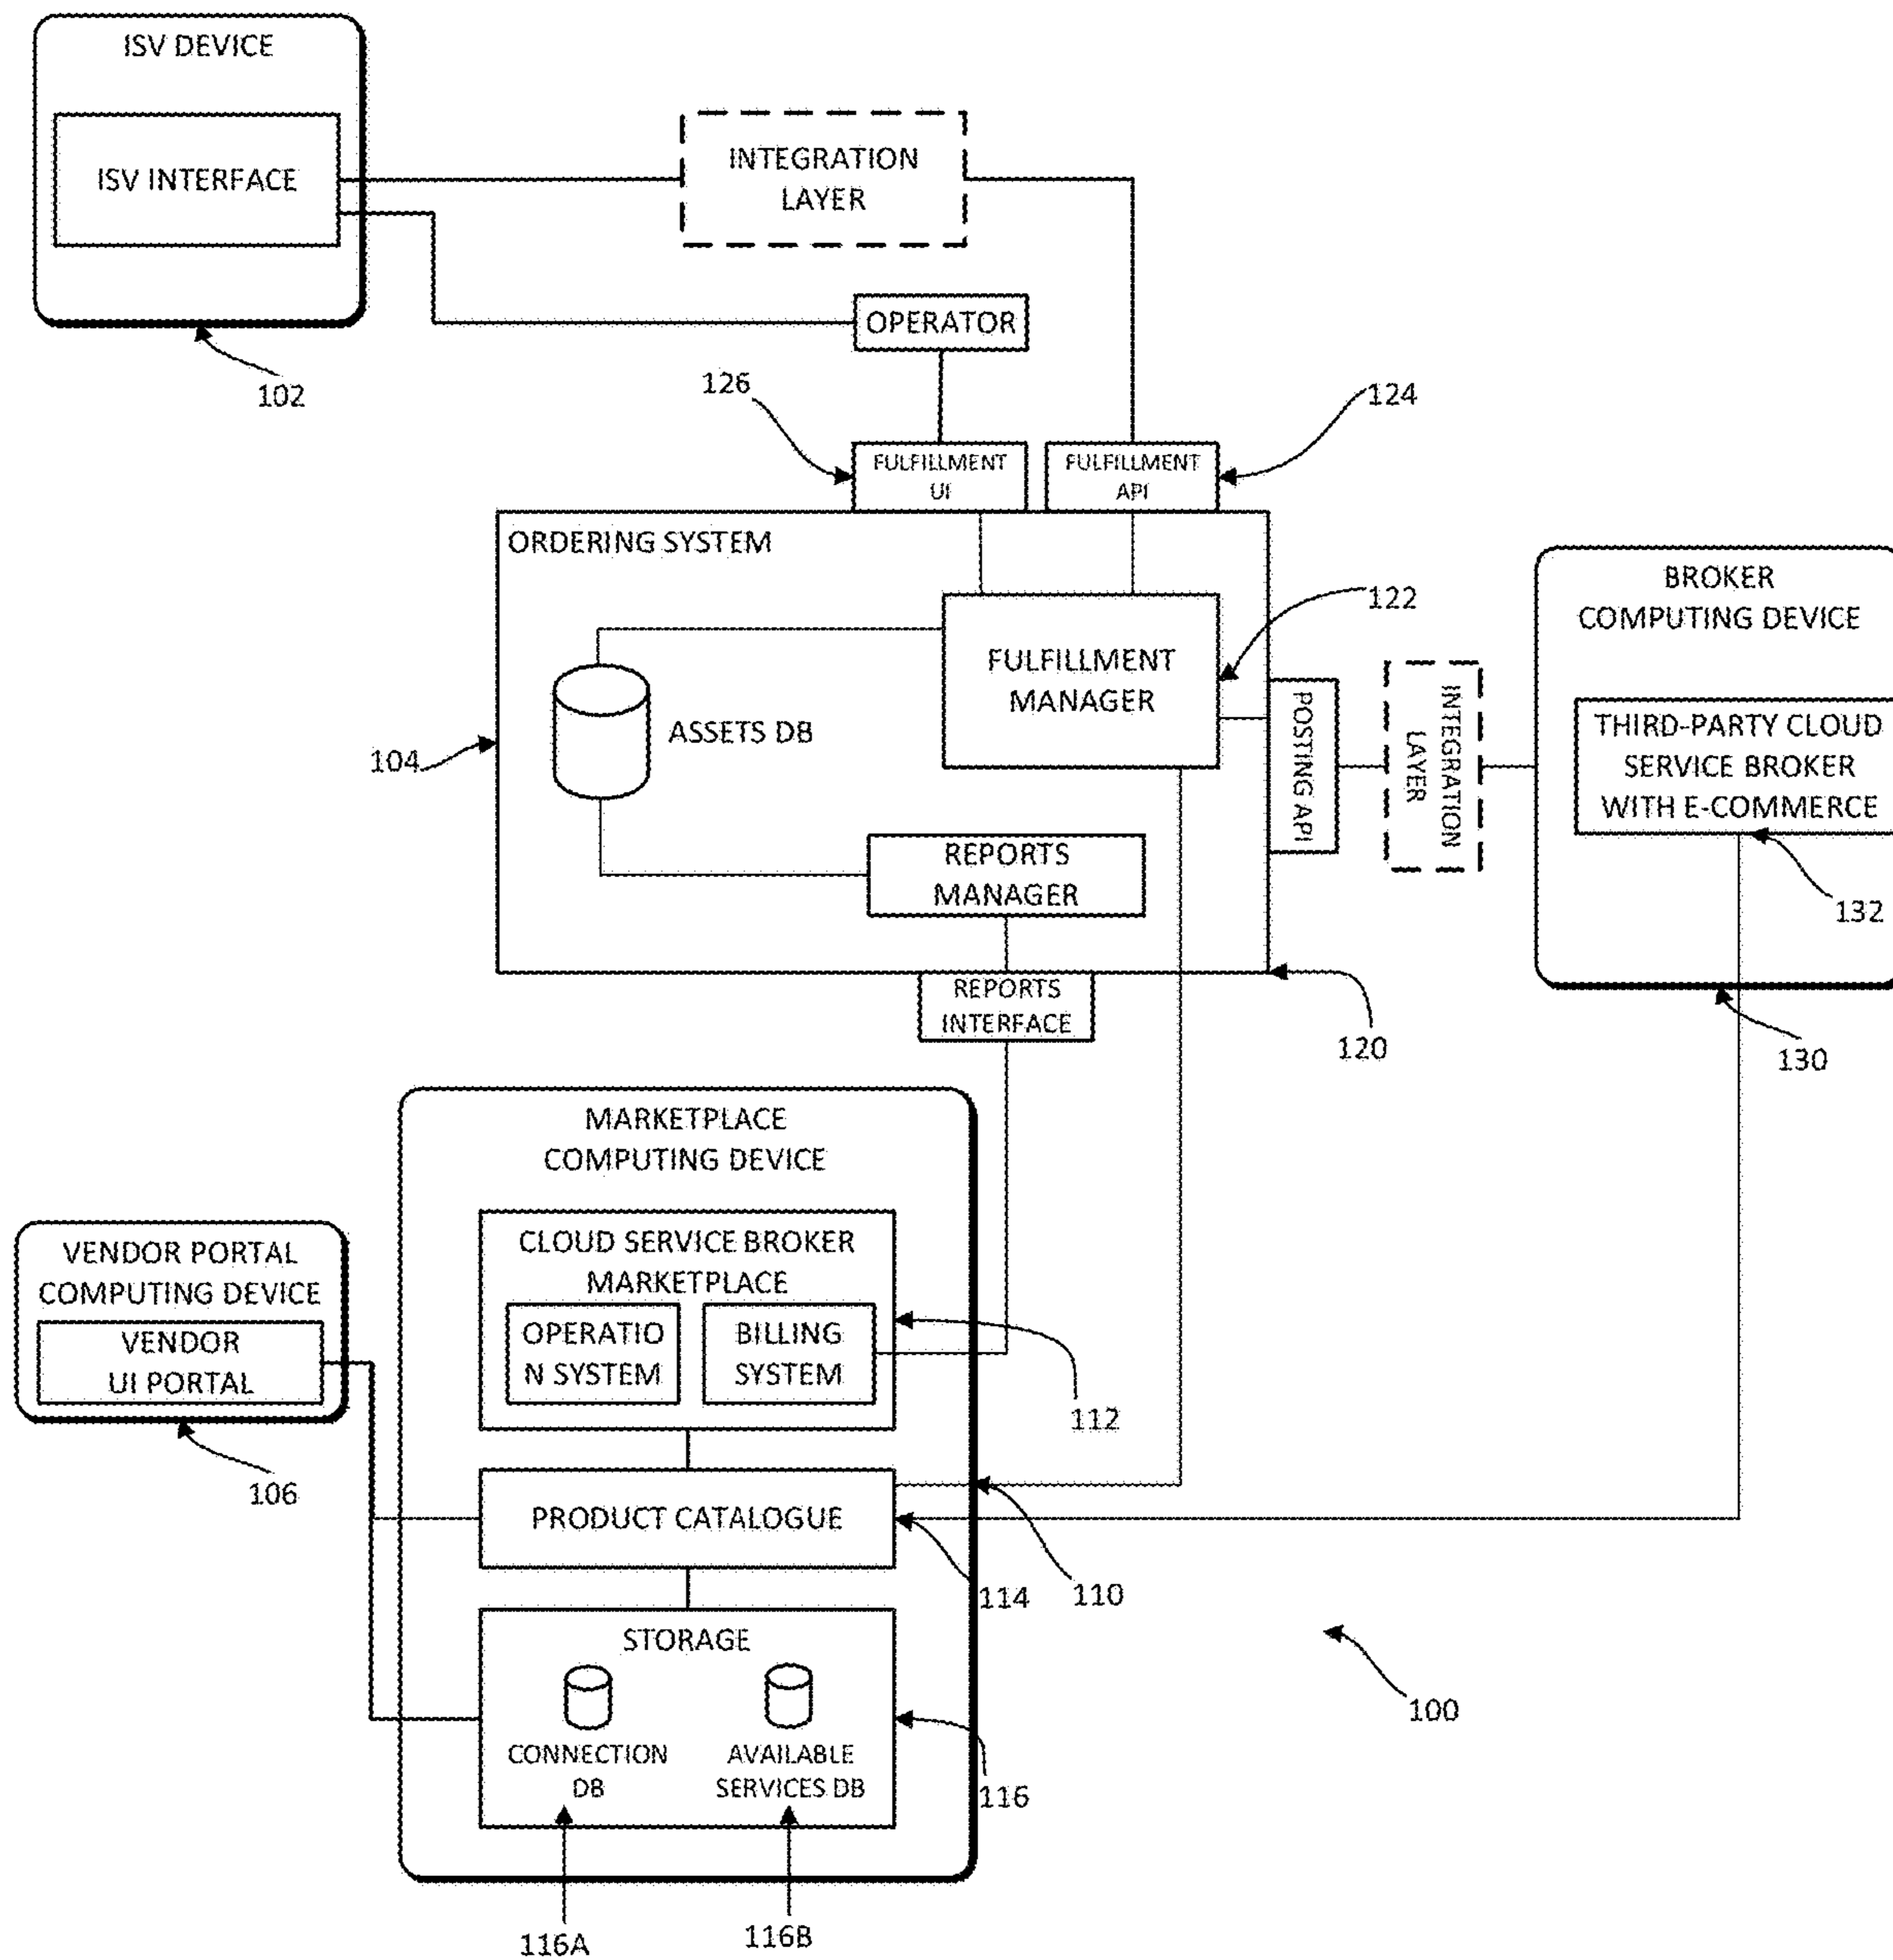 ISV DEVICE
ISV INTERFACE
INTEGRATION
LAYER
OPERATOR
102
126
124
FULFILLMENT
UI
FULFILLMENT
API
ORDERING SYSTEM
122
FULFILLMENT
MANAGER
ASSETS DB
104
REPORTS
MANAGER
POSTING API
INTEGRATION
LAYER
BROKER
COMPUTING DEVICE
THIRD-PARTY CLOUD
SERVICE BROKER
WITH E-COMMERCE
132
130
REPORTS
INTERFACE
120
MARKETPLACE
COMPUTING DEVICE
CLOUD SERVICE BROKER
MARKETPLACE
OPERATIO
N SYSTEM
BILLING
SYSTEM
112
VENDOR PORTAL
COMPUTING DEVICE
VENDOR
UI PORTAL
106
PRODUCT CATALOGUE
114
110
STORAGE
CONNECTION
DB
AVAILABLE
SERVICES DB
116
100
116A
116B